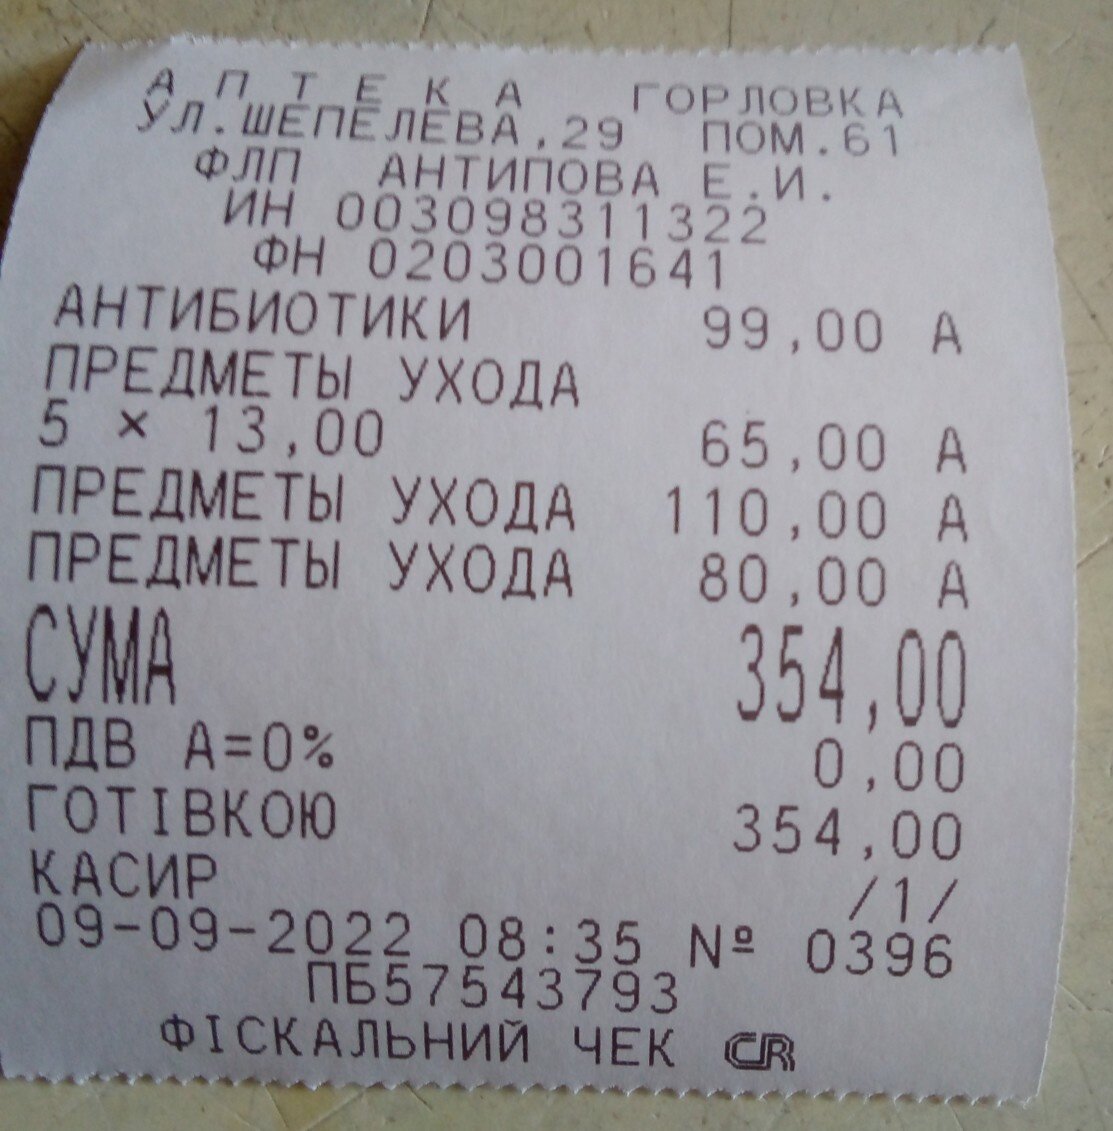 АПТЕКА ГОРЛОВКА
УЛ.ШЕПЕЛЕВА,29 ПОМ.61
ФЛП АНТИПОВА Е.И.
ИН 003098311322
ФН 0203001641
АНТИБИОТИКИ 99,00 А
ПРЕДМЕТЫ УХОДА
5 × 13,00 65,00 А
ПРЕДМЕТЫ УХОДА 110,00 А
ПРЕДМЕТЫ УХОДА 80,00 А
СУМА 354,00
ПДВ А=0% 0,00
ГОТІВКОЮ 354,00
КАСИР /1/
09-09-2022 08:35 № 0396
ПБ57543793
ФІСКАЛЬНИЙ ЧЕК CR